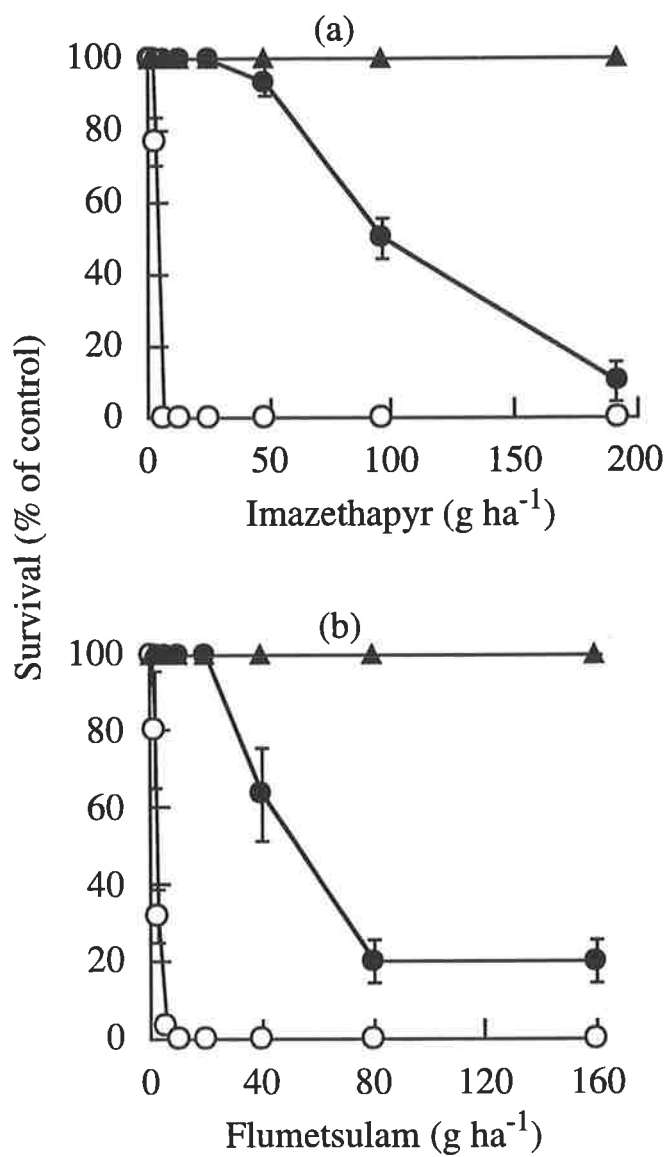 (a)
100
80
60
40
20
0
0 50 100 150 200
Imazethapyr (g ha-1)
Survival (% of control)
(b)
100
80
60
40
20
0
0 40 80 120 160
Flumetsulam (g ha-1)